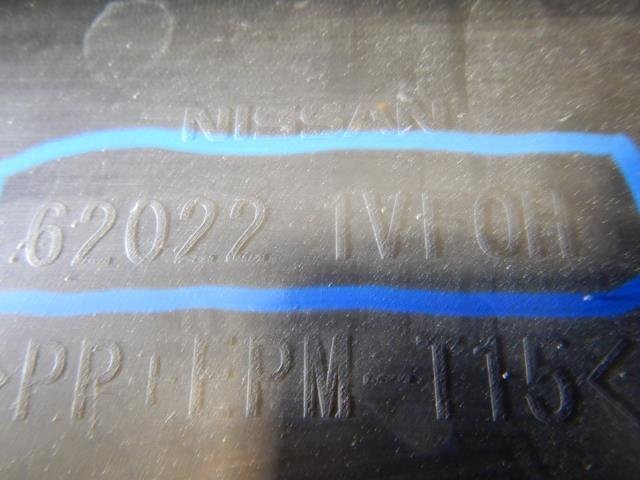 NISSAN
62022 1VF0H
>PP+EPM-T15<